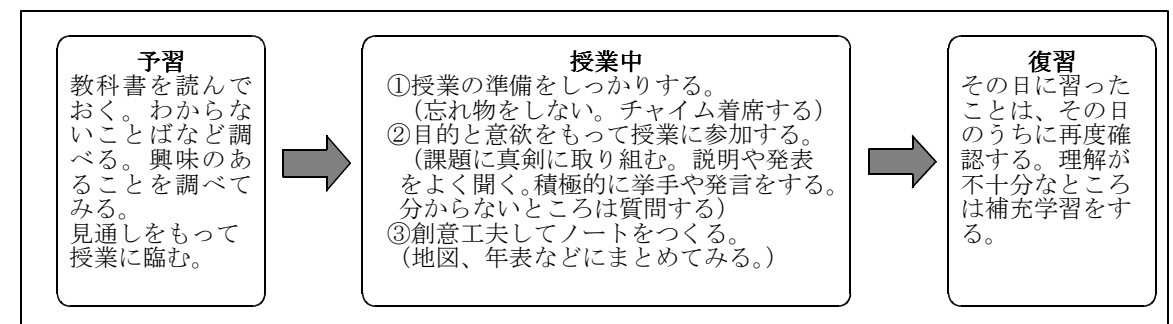 予習
教科書を読んで
おく。わからな
いことばなど調
べる。興味のあ
ることを調べて
みる。
見通しをもって
授業に臨む。
授業中
①授業の準備をしっかりする。
（忘れ物をしない。チャイム着席する）
②目的と意欲をもって授業に参加する。
（課題に真剣に取り組む。説明や発表
をよく聞く。積極的に挙手や発言をする。
分からないところは質問する）
③創意工夫してノートをつくる。
（地図、年表などにまとめてみる。）
復習
その日に習った
ことは、その日
のうちに再度確
認する。理解が
不十分なところ
は補充学習をす
る。